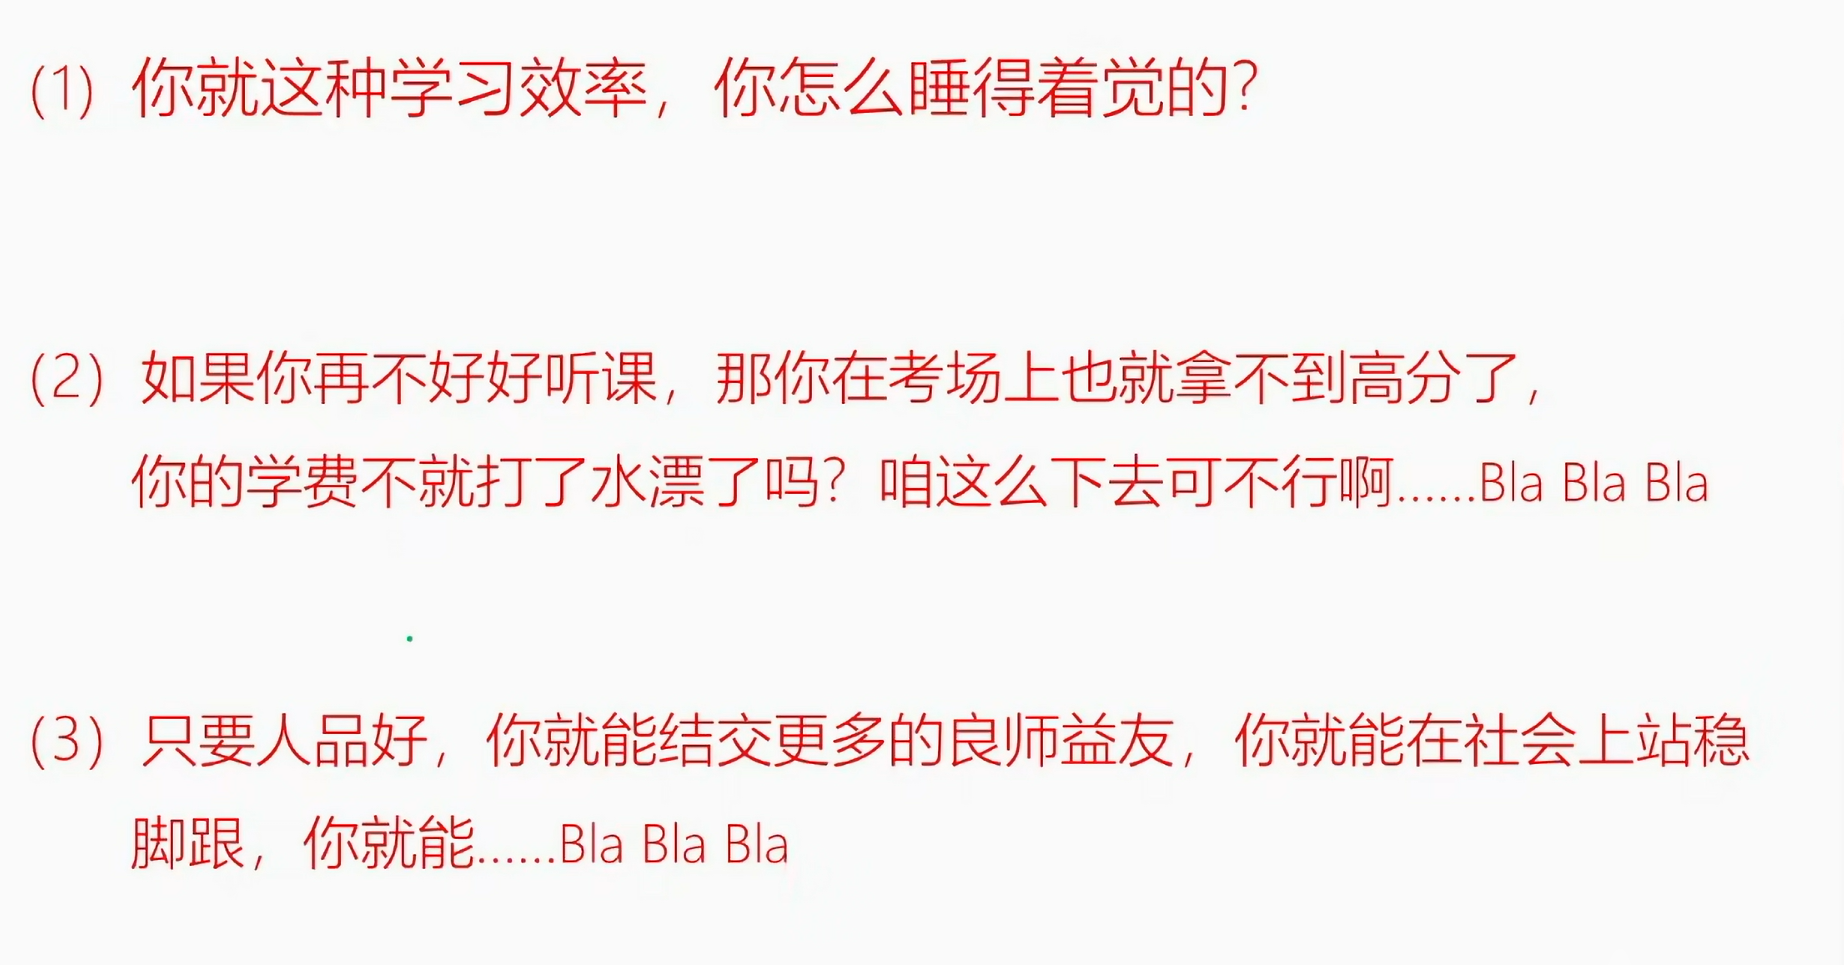 (1) 你就这种学习效率，你怎么睡得着觉的？
(2) 如果你再不好好听课，那你在考场上也就拿不到高分了，
你的学费不就打了水漂了吗？咱这么下去可不行啊……Bla Bla Bla
(3) 只要人品好，你就能结交更多的良师益友，你就能在社会上站稳
脚跟，你就能……Bla Bla Bla